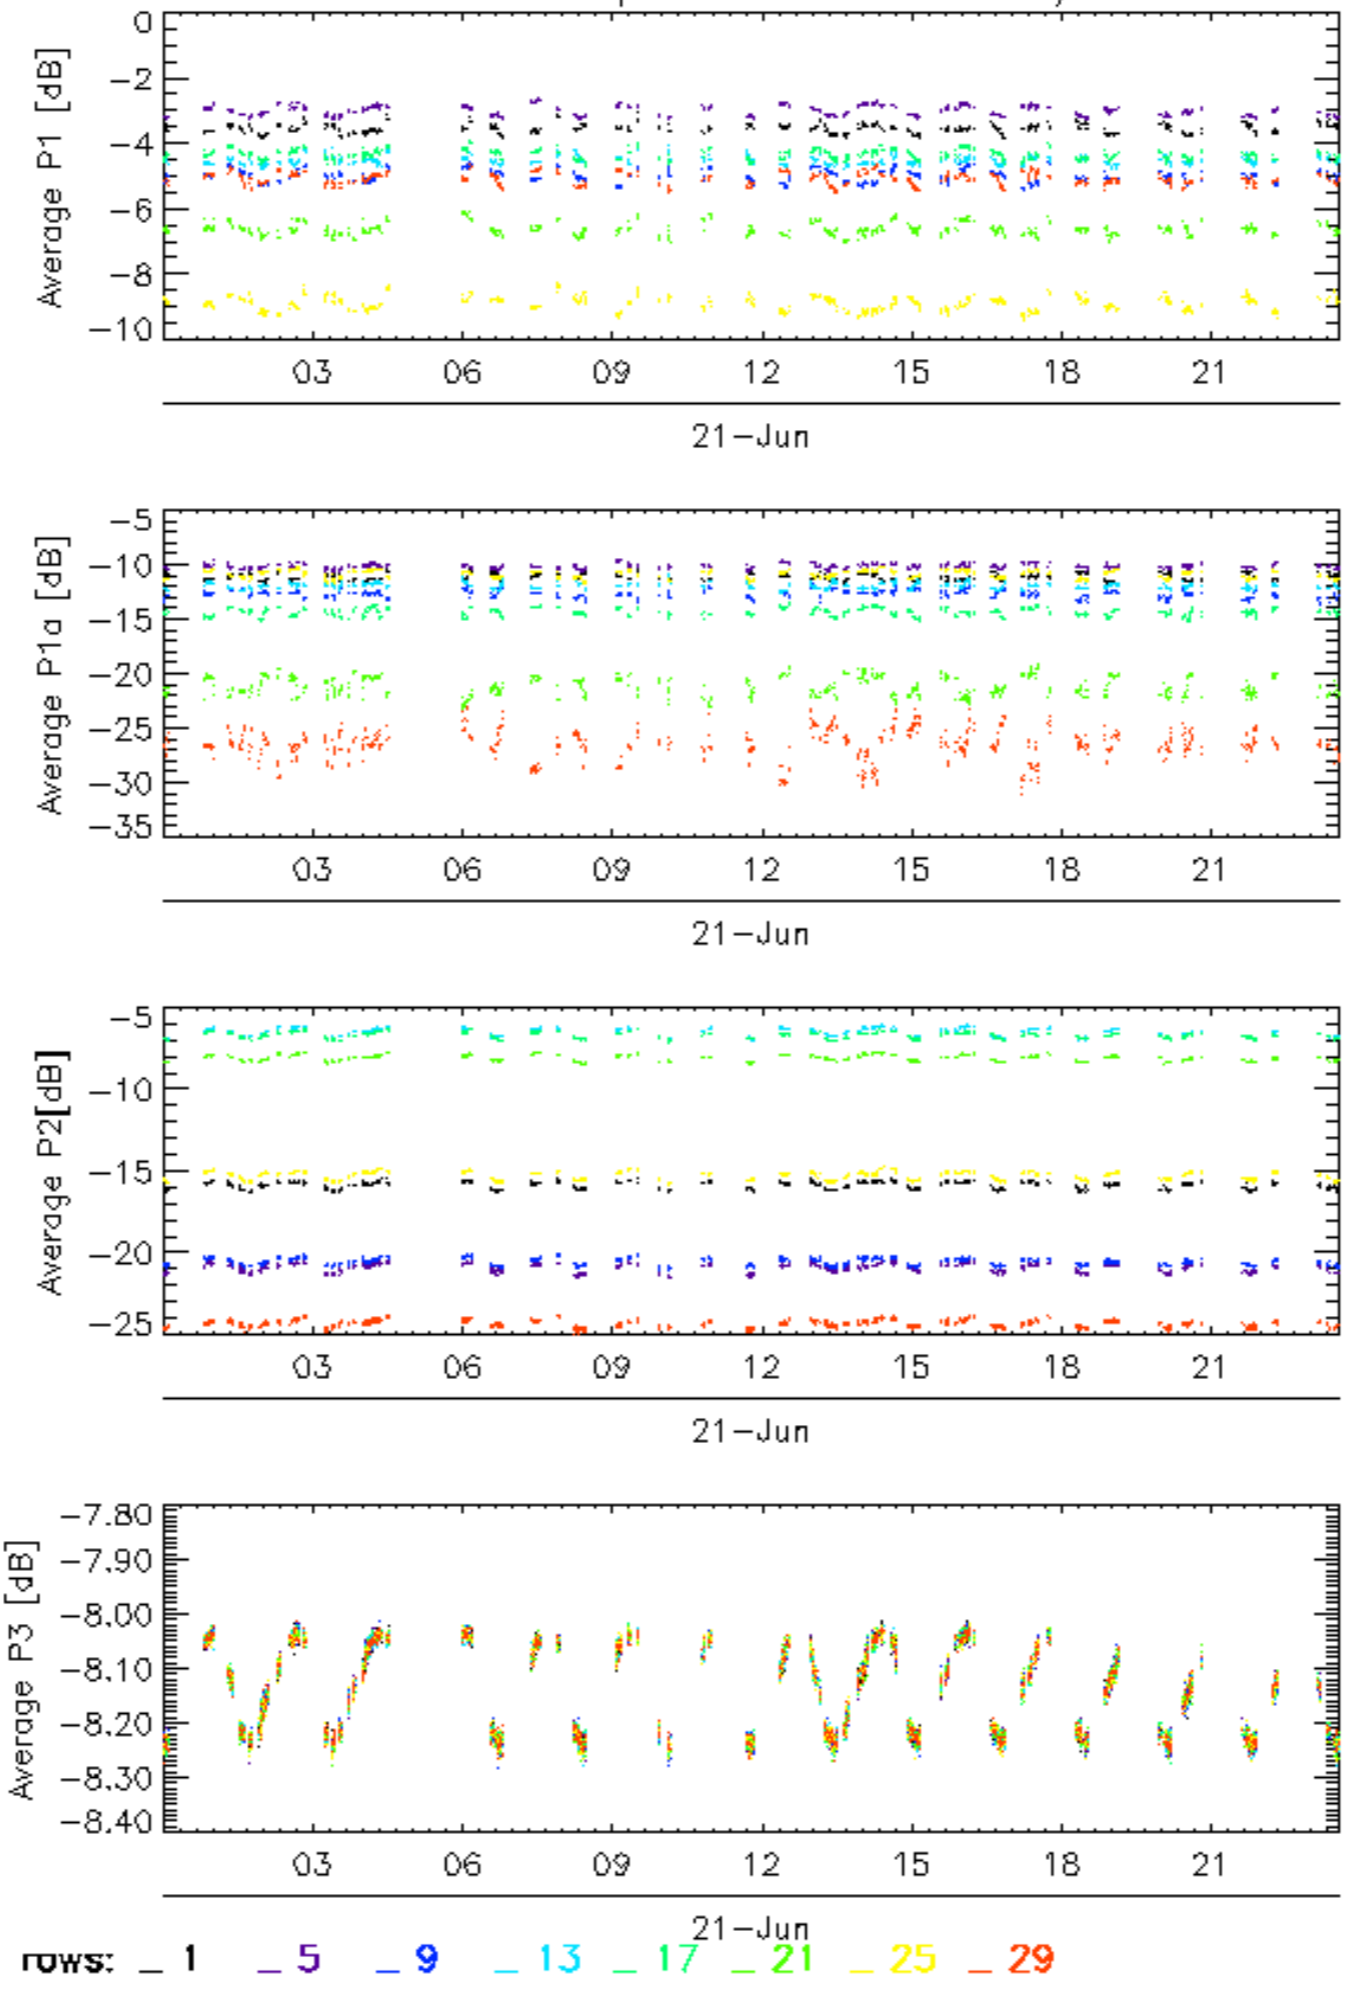 0
-2
-4
-6
-8
-10
Average P1 [dB]
03 06 09 12 15 18 21
21-Jun
-5
-10
-15
-20
-25
-30
-35
Average P1a [dB]
03 06 09 12 15 18 21
21-Jun
-5
-10
-15
-20
-25
Average P2[dB]
03 06 09 12 15 18 21
21-Jun
-7.80
-7.90
-8.00
-8.10
-8.20
-8.30
-8.40
Average P3 [dB]
03 06 09 12 15 18 21
21-Jun
rows: _ 1 _ 5 _ 9 _ 13 _ 17 _ 21 _ 25 _ 29